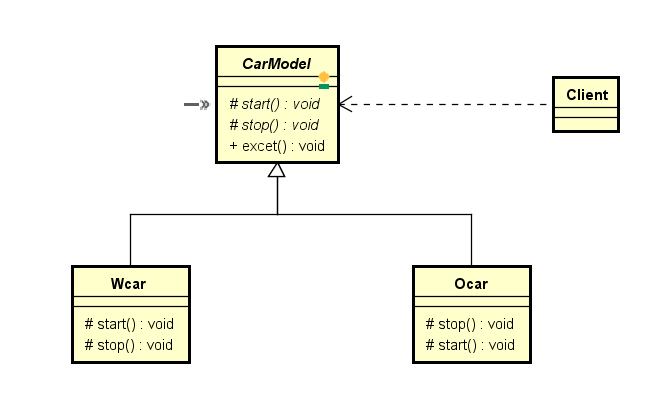 CarModel
# start() : void
# stop() : void
+ excet() : void
Client
Wcar
# start() : void
# stop() : void
Ocar
# stop() : void
# start() : void